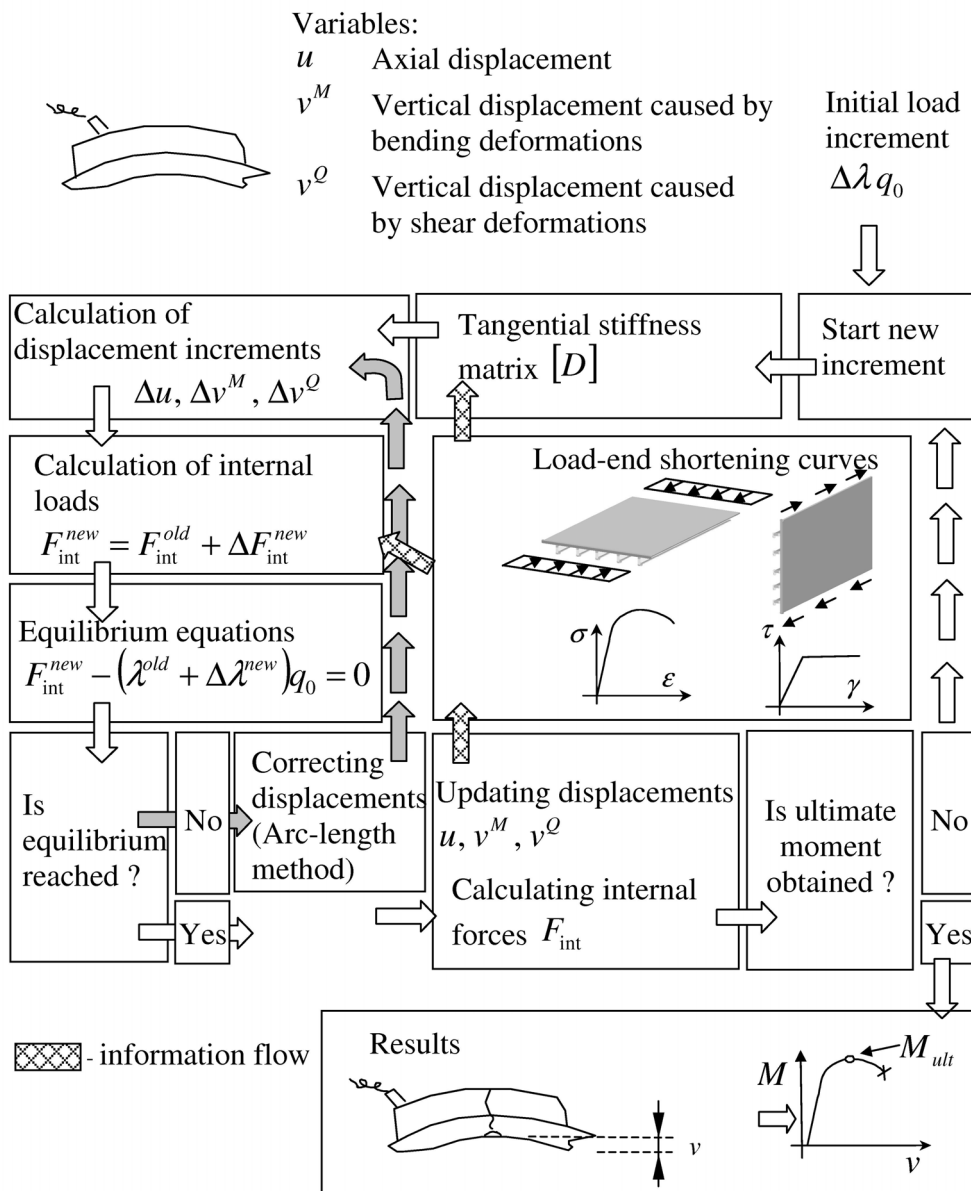 Variables:
u Axial displacement
v^M Vertical displacement caused by
bending deformations
v^Q Vertical displacement caused
by shear deformations
Initial load
increment
Δλ q_0
Calculation of
displacement increments
Δu, Δv^M, Δv^Q
Tangential stiffness
matrix [D]
Start new
increment
Calculation of internal
loads
F_int^new = F_int^old + ΔF_int^new
Load-end shortening curves
σ
ε
τ
γ
Equilibrium equations
F_int^new − (λ^old + Δλ^new)q_0 = 0
Is
equilibrium
reached ?
No
Yes
Correcting
displacements
(Arc-length
method)
Updating displacements
u, v^M, v^Q
Calculating internal
forces F_int
Is ultimate
moment
obtained ?
No
Yes
- information flow
Results
v
M
M_ult
v